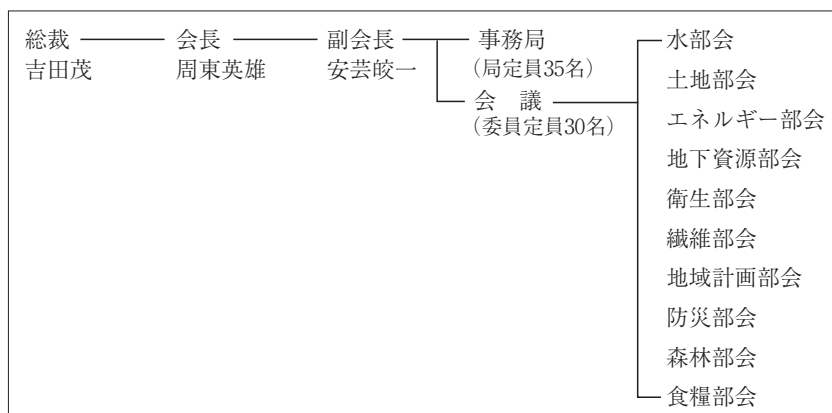 総裁 会長 副会長 事務局 水部会
吉田茂 周東英雄 安芸皎一 (局定員35名)
土地部会
会 議
(委員定員30名)
エネルギー部会
地下資源部会
衛生部会
繊維部会
地域計画部会
防災部会
森林部会
食糧部会